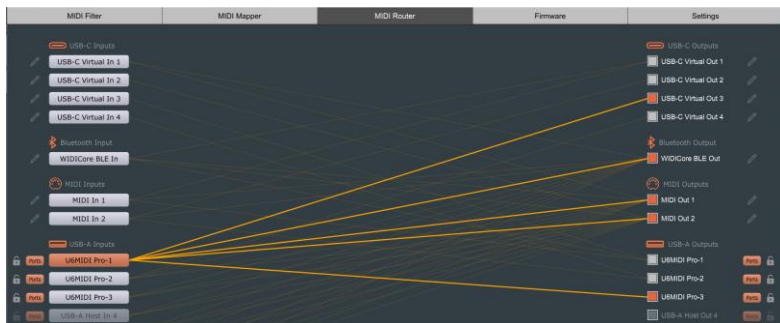 MIDI Filter
MIDI Mapper
MIDI Router
Firmware
Settings
USB-C Inputs
USB-C Virtual In 1
USB-C Virtual In 2
USB-C Virtual In 3
USB-C Virtual In 4
Bluetooth Input
WIDICore BLE In
MIDI Inputs
MIDI In 1
MIDI In 2
USB-A Inputs
Ports U6MIDI Pro-1
Ports U6MIDI Pro-2
Ports U6MIDI Pro-3
Ports USB-A Host In 4
USB-C Outputs
USB-C Virtual Out 1
USB-C Virtual Out 2
USB-C Virtual Out 3
USB-C Virtual Out 4
Bluetooth Output
WIDICore BLE Out
MIDI Outputs
MIDI Out 1
MIDI Out 2
USB-A Outputs
U6MIDI Pro-1 Ports
U6MIDI Pro-2 Ports
U6MIDI Pro-3 Ports
USB-A Host Out 4 Ports